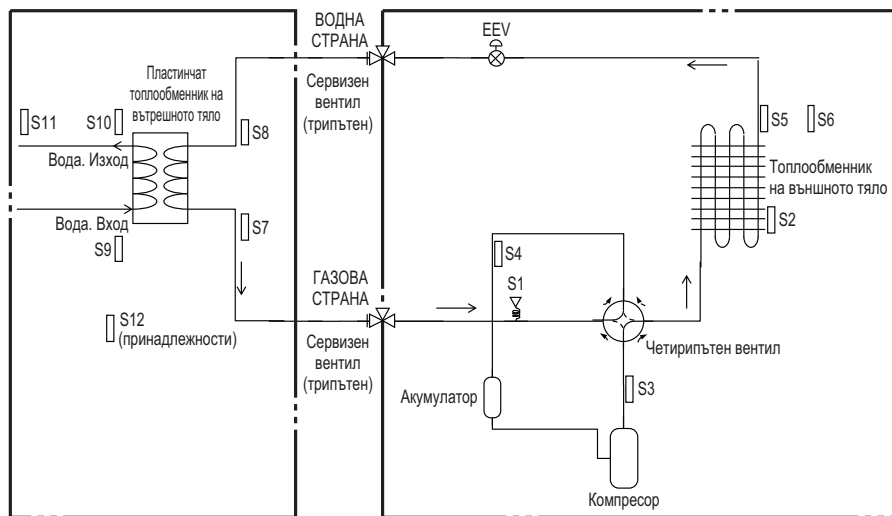 ВОДНА
СТРАНА
EEV
Пластинчат
топлообменник на
вътрешното тяло
Сервизен
вентил
(трипътен)
S11
S10
S8
S5
S6
Вода. Изход
Топлообменник
на външното тяло
Вода. Вход
S2
S7
S9
S4
ГАЗОВА
СТРАНА
S1
S12
(принадлежности)
Сервизен
вентил
(трипътен)
Четирипътен вентил
Акумулатор
S3
Компресор